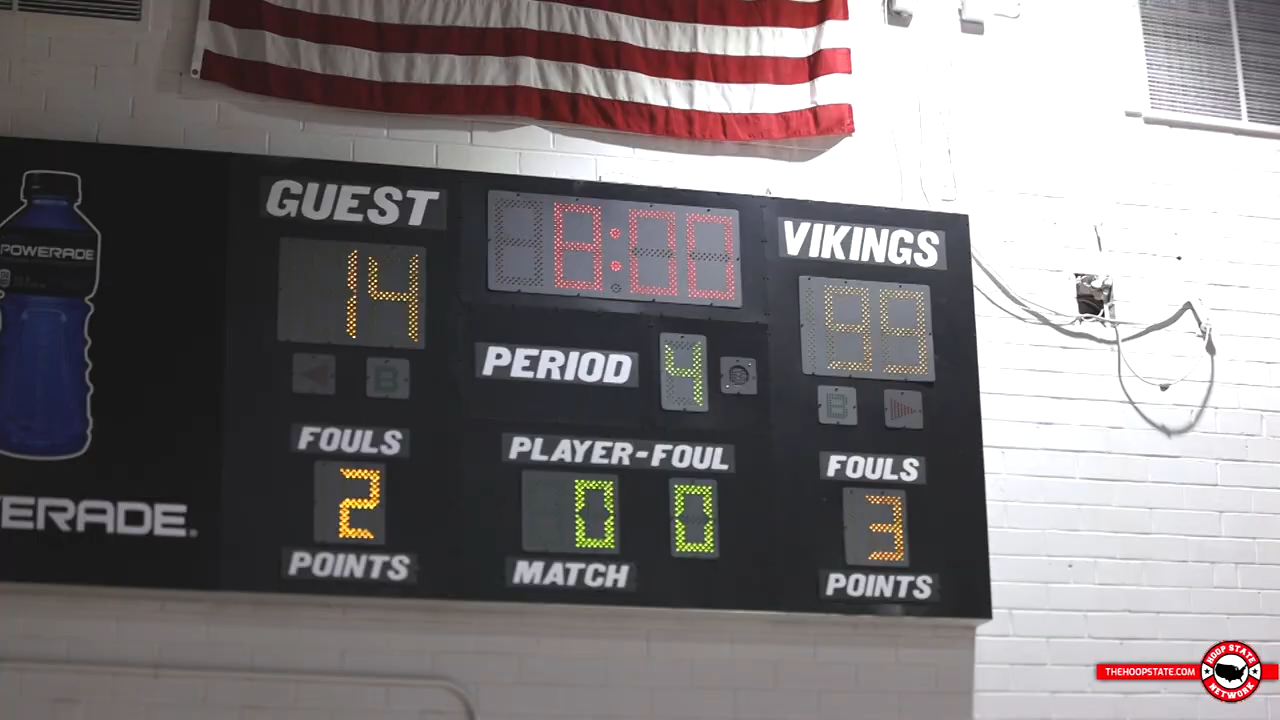 GUEST
8:00
VIKINGS
14
99
POWERADE
PERIOD
4
B
B
FOULS
PLAYER-FOUL
FOULS
2
0
0
3
ERADE
POINTS
MATCH
POINTS
THEHOOPSTATE.COM
HOOP STATE
NETWORK